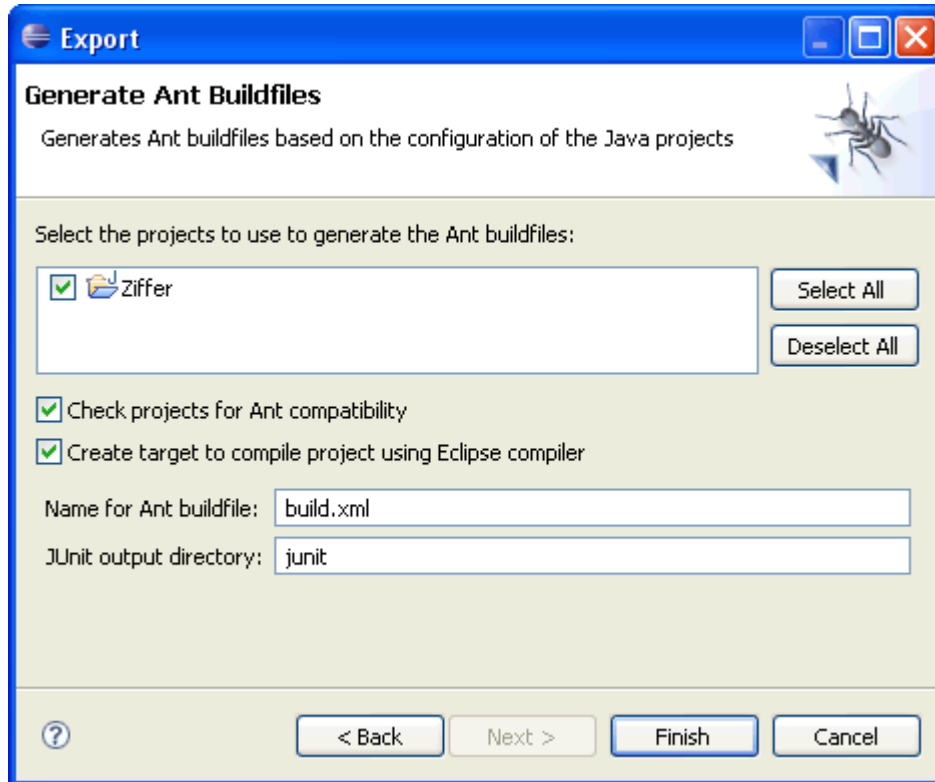 Export
Generate Ant Buildfiles
Generates Ant buildfiles based on the configuration of the Java projects
Select the projects to use to generate the Ant buildfiles:
Ziffer
Select All
Deselect All
Check projects for Ant compatibility
Create target to compile project using Eclipse compiler
Name for Ant buildfile: build.xml
JUnit output directory: junit
< Back Next > Finish Cancel